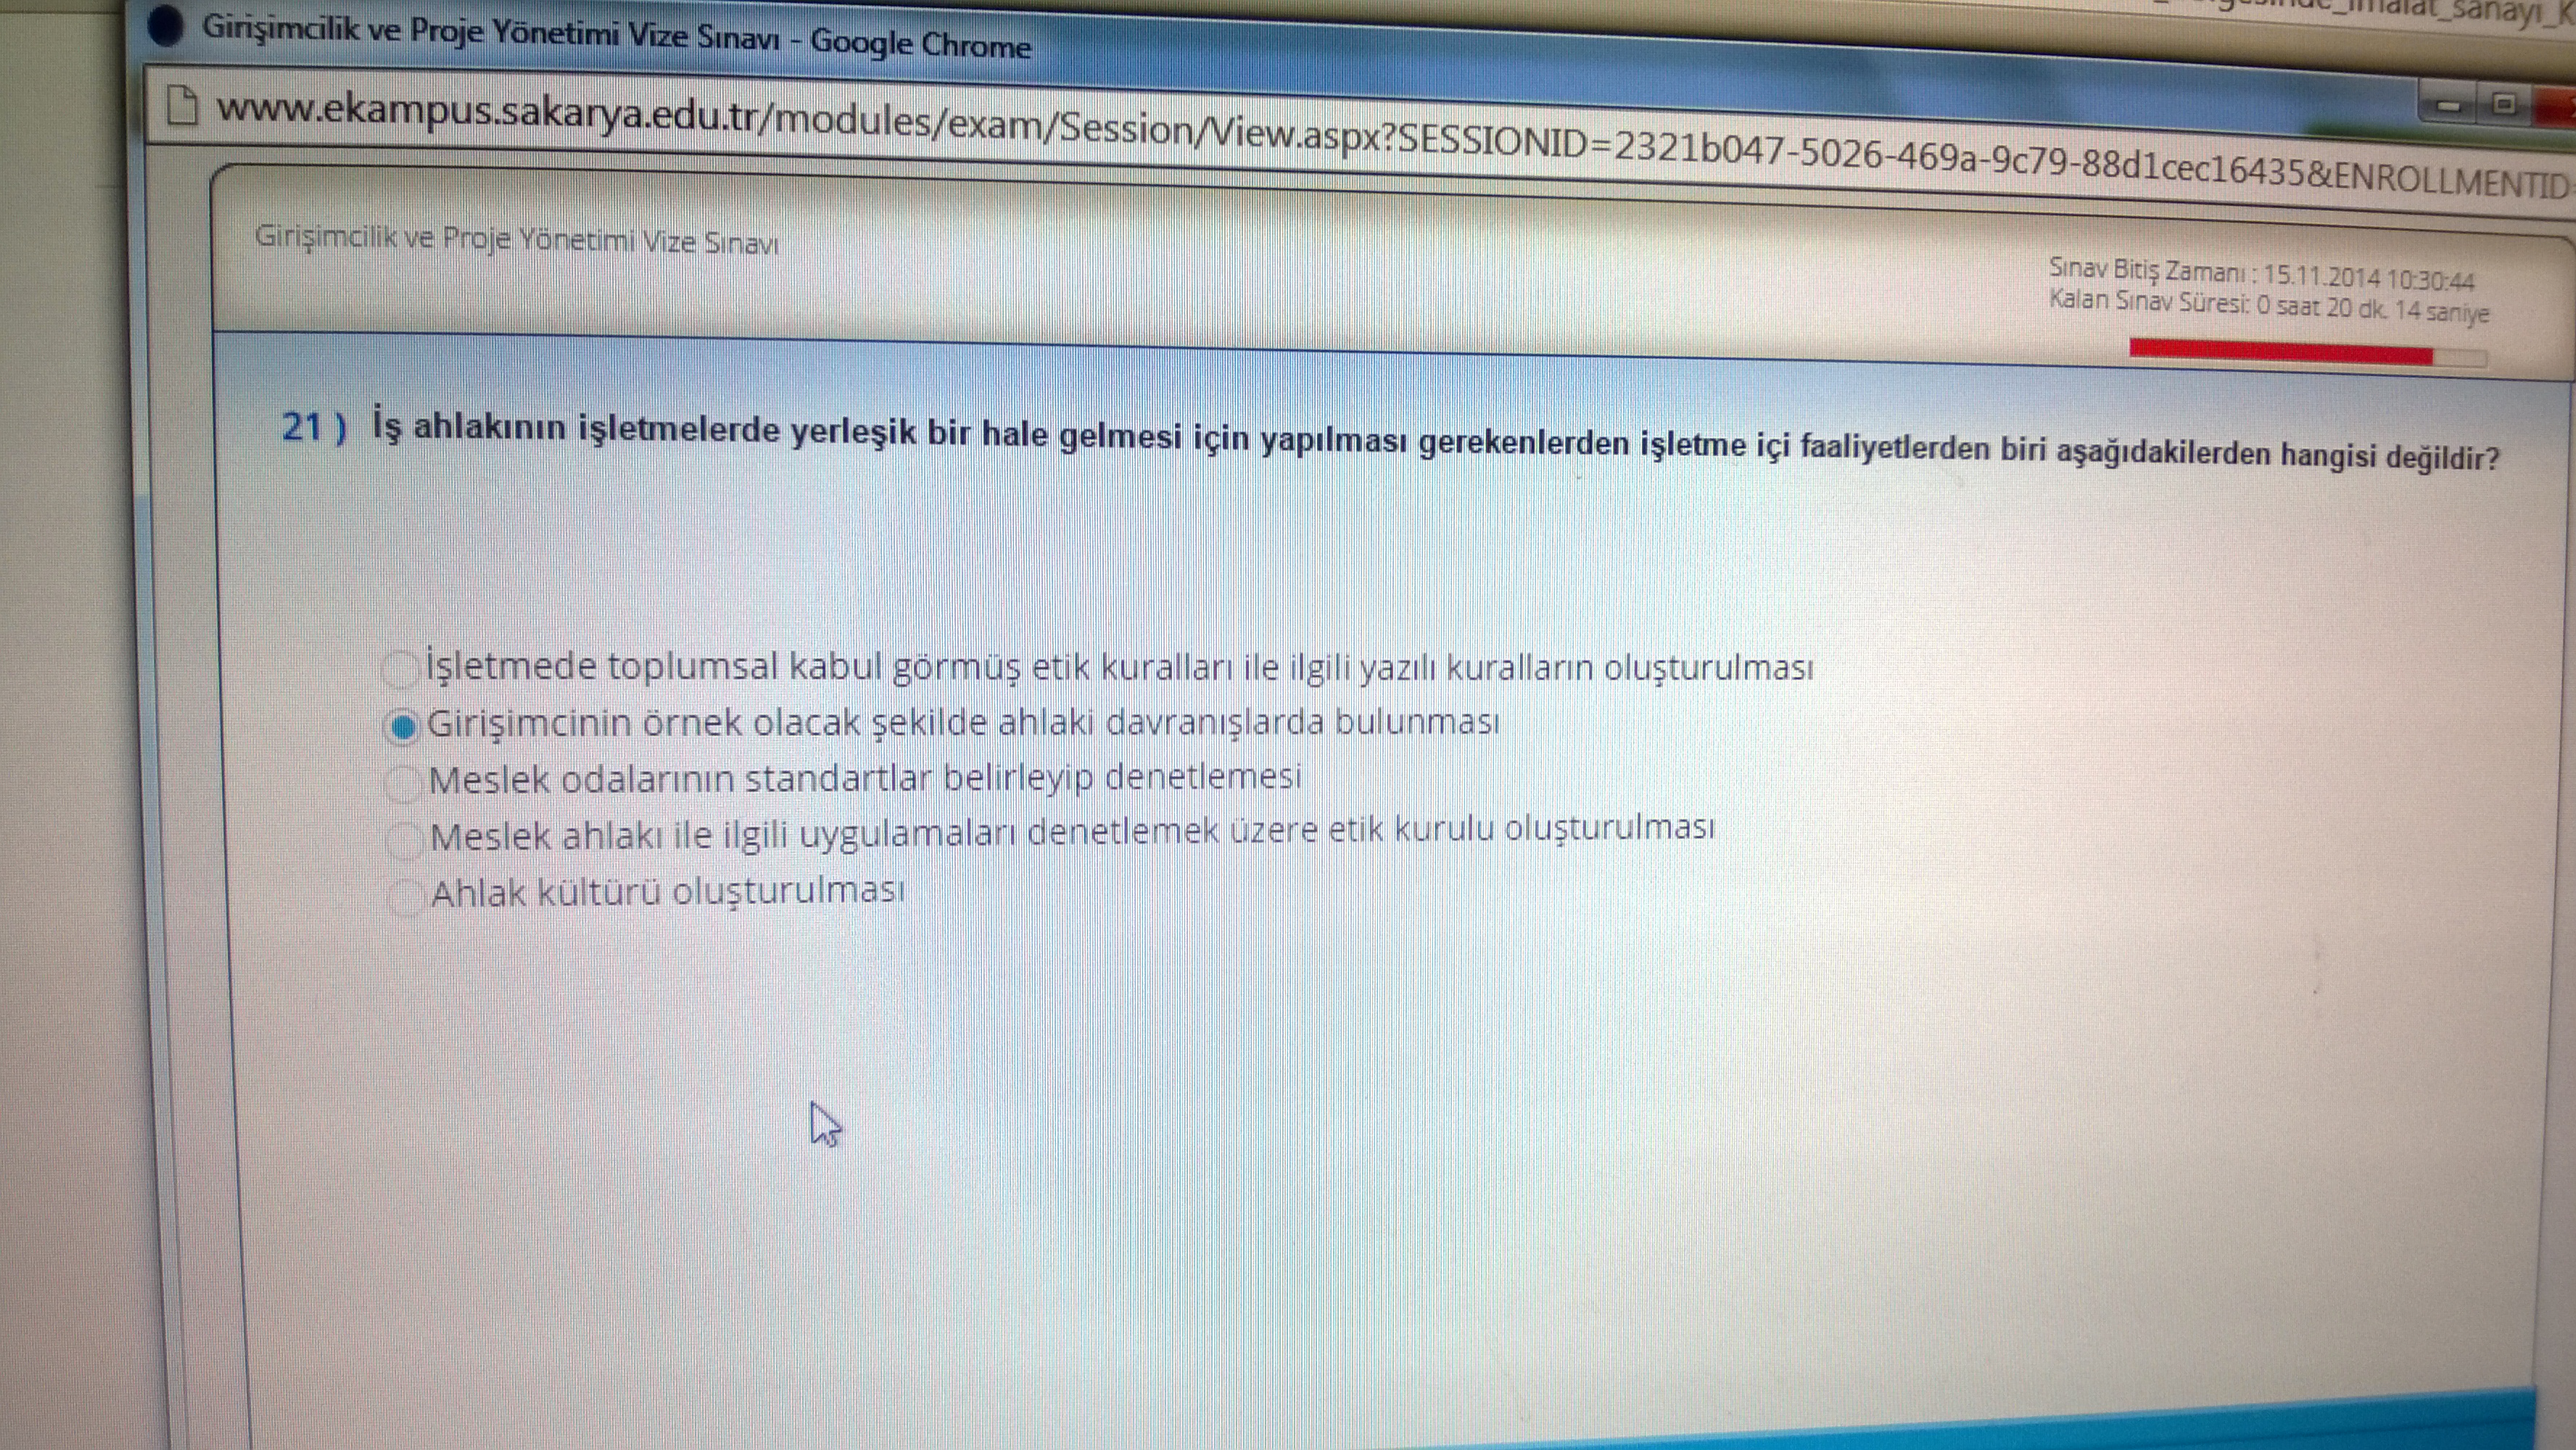 imalat_sanayı_K
Girişimcilik ve Proje Yönetimi Vize Sınavı - Google Chrome
www.ekampus.sakarya.edu.tr/modules/exam/Session/View.aspx?SESSIONID=2321b047-5026-469a-9c79-88d1cec16435&ENROLLMENTID
Girişimcilik ve Proje Yönetimi Vize Sınavı
Sınav Bitiş Zamanı : 15.11.2014 10:30:44
Kalan Sınav Süresi: 0 saat 20 dk. 14 saniye
21 ) İş ahlakının işletmelerde yerleşik bir hale gelmesi için yapılması gerekenlerden işletme içi faaliyetlerden biri aşağıdakilerden hangisi değildir?
İşletmede toplumsal kabul görmüş etik kuralları ile ilgili yazılı kuralların oluşturulması
Girişimcinin örnek olacak şekilde ahlaki davranışlarda bulunması
Meslek odalarının standartlar belirleyip denetlemesi
Meslek ahlakı ile ilgili uygulamaları denetlemek üzere etik kurulu oluşturulması
Ahlak kültürü oluşturulması